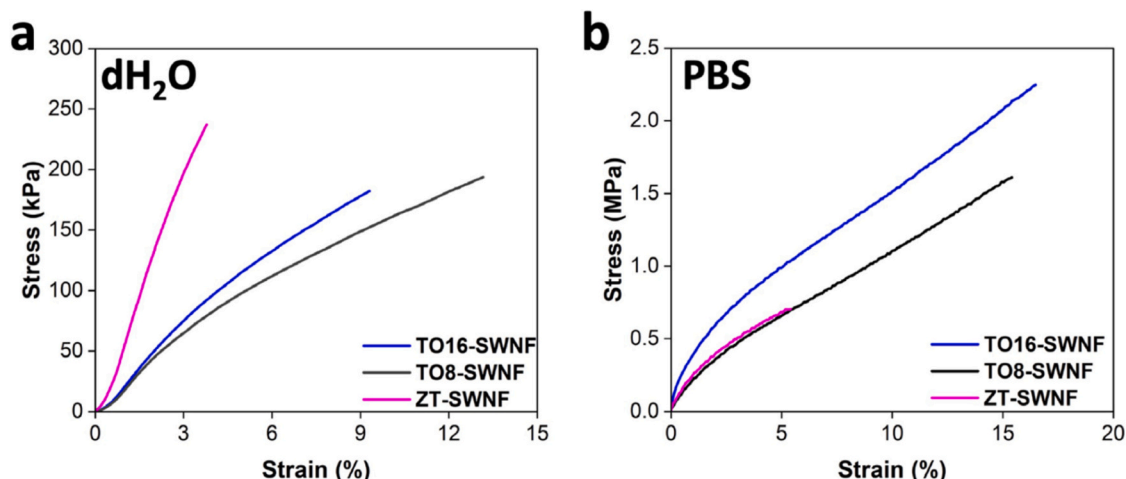 a
dH₂O
300
250
200
150
100
50
0
Stress (kPa)
0 3 6 9 12 15
Strain (%)
TO16-SWNF
TO8-SWNF
ZT-SWNF
b
PBS
2.5
2.0
1.5
1.0
0.5
0.0
Stress (MPa)
0 5 10 15 20
Strain (%)
TO16-SWNF
TO8-SWNF
ZT-SWNF